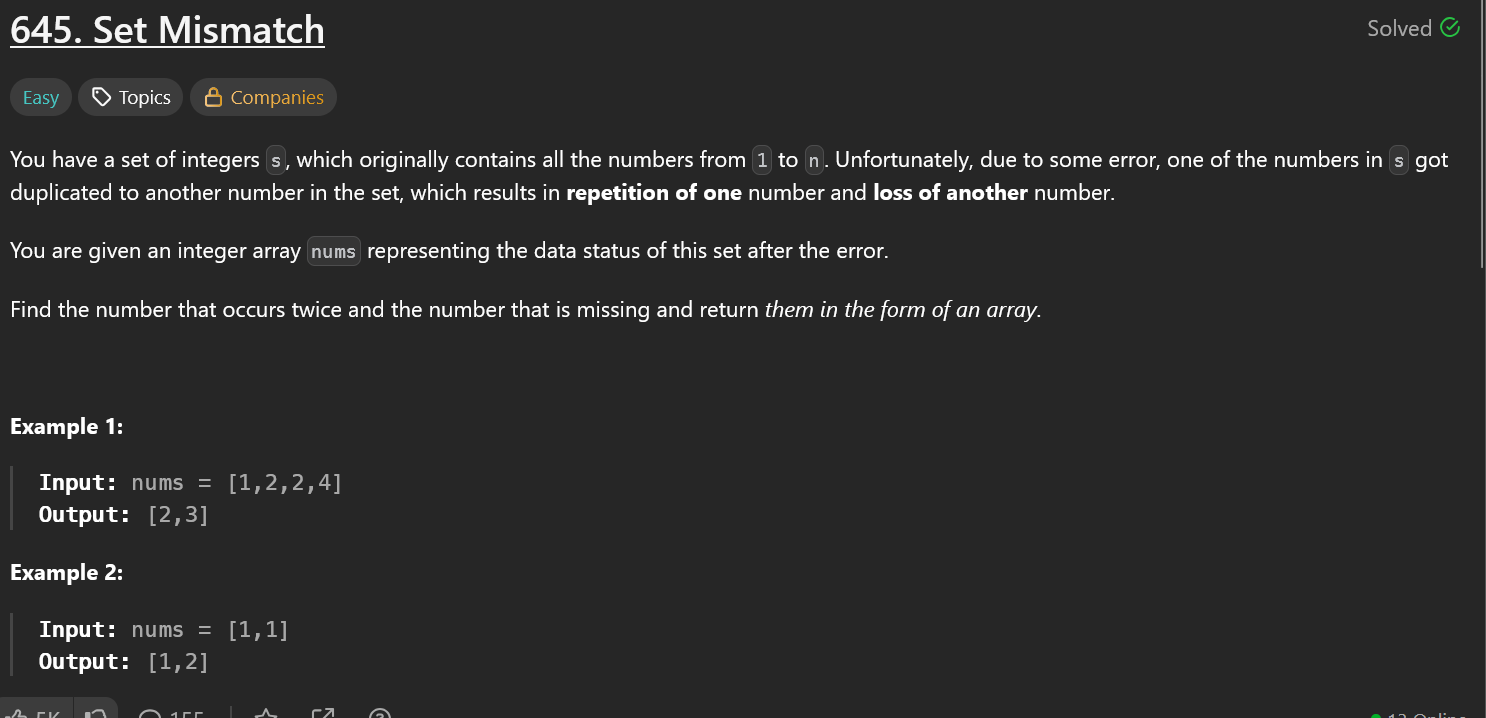 645. Set Mismatch
Solved
Easy Topics Companies
You have a set of integers s, which originally contains all the numbers from 1 to n. Unfortunately, due to some error, one of the numbers in s got
duplicated to another number in the set, which results in repetition of one number and loss of another number.
You are given an integer array nums representing the data status of this set after the error.
Find the number that occurs twice and the number that is missing and return them in the form of an array.
Example 1:
Input: nums = [1,2,2,4]
Output: [2,3]
Example 2:
Input: nums = [1,1]
Output: [1,2]
5K 155 12 Online